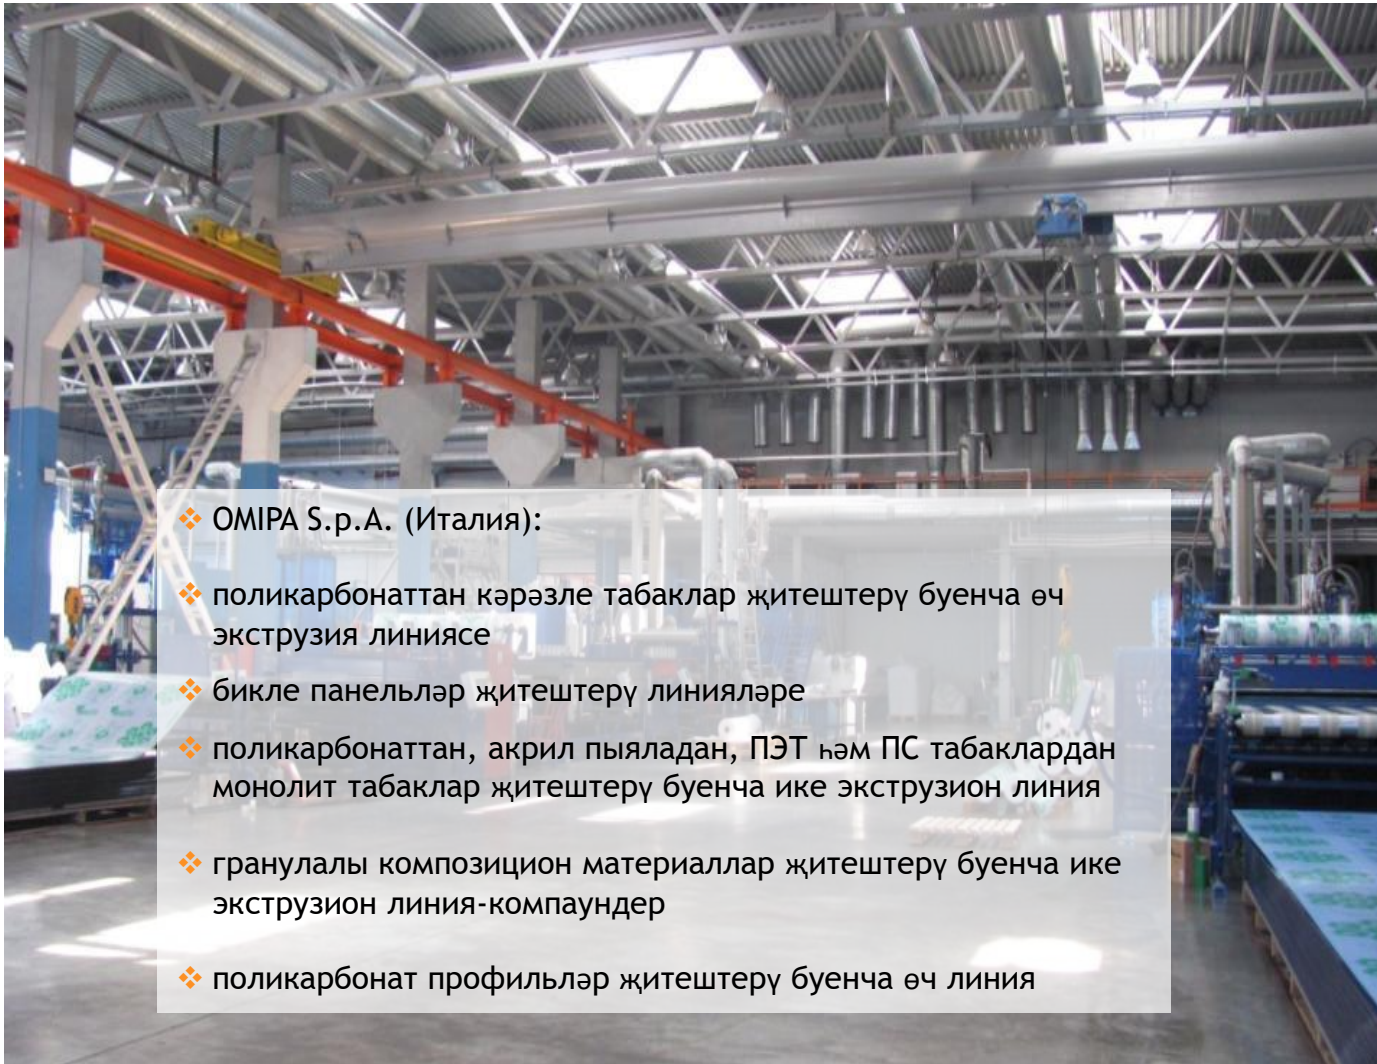 ❖ OMIPA S.p.A. (Италия):
❖ поликарбонаттан кәрәзле табаклар җитештерү буенча өч
экструзия линиясе
❖ бикле панельләр җитештерү линияләре
❖ поликарбонаттан, акрил пыяладан, ПЭТ һәм ПС табаклардан
монолит табаклар җитештерү буенча ике экструзион линия
❖ гранулалы композицион материаллар җитештерү буенча ике
экструзион линия-компаундер
❖ поликарбонат профильләр җитештерү буенча өч линия